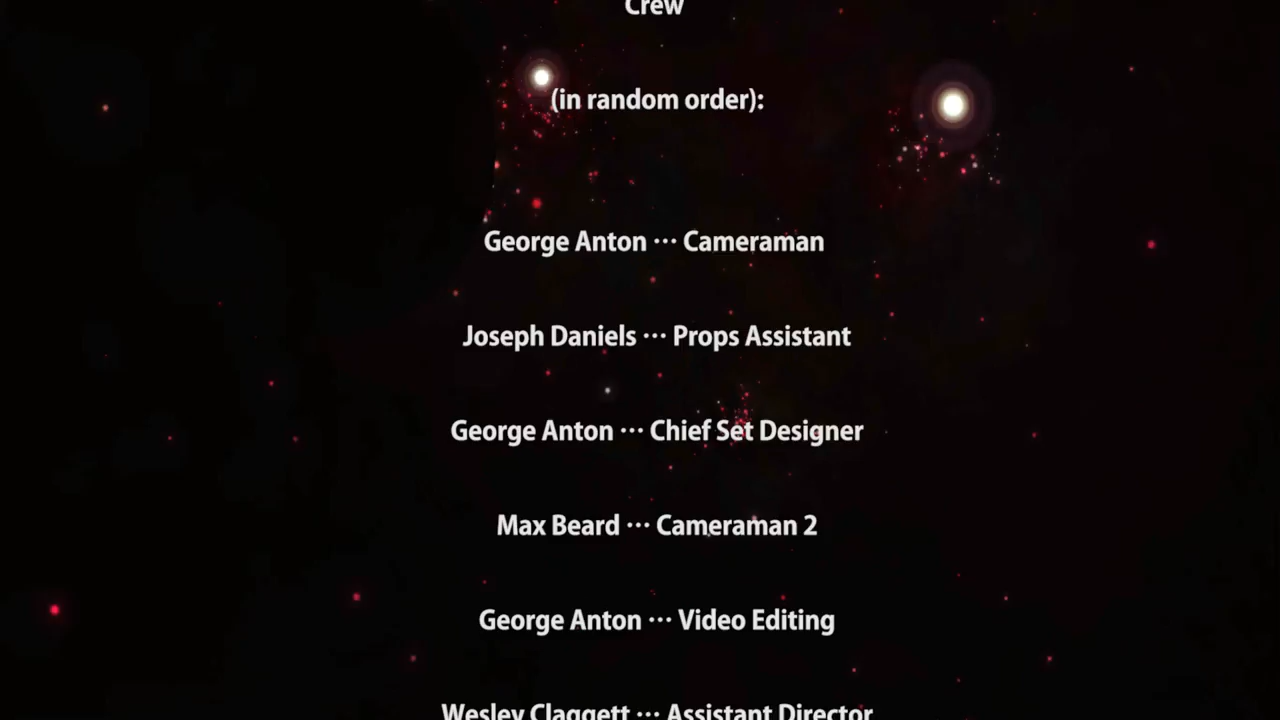 Crew
(in random order):
George Anton ··· Cameraman
Joseph Daniels ··· Props Assistant
George Anton ··· Chief Set Designer
Max Beard ··· Cameraman 2
George Anton ··· Video Editing
Wesley Claggett ··· Assistant Director